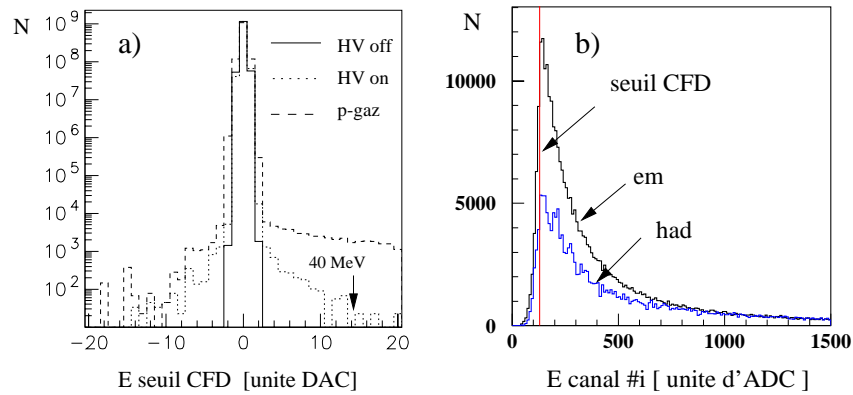 N
a)
HV off
HV on
p-gaz
10^9
10^8
10^7
10^6
10^5
10^4
10^3
10^2
40 MeV
-20 -10 0 10 20
E seuil CFD [unite DAC]
N
b)
10000
5000
0
seuil CFD
em
had
0 500 1000 1500
E canal #i [ unite d'ADC ]